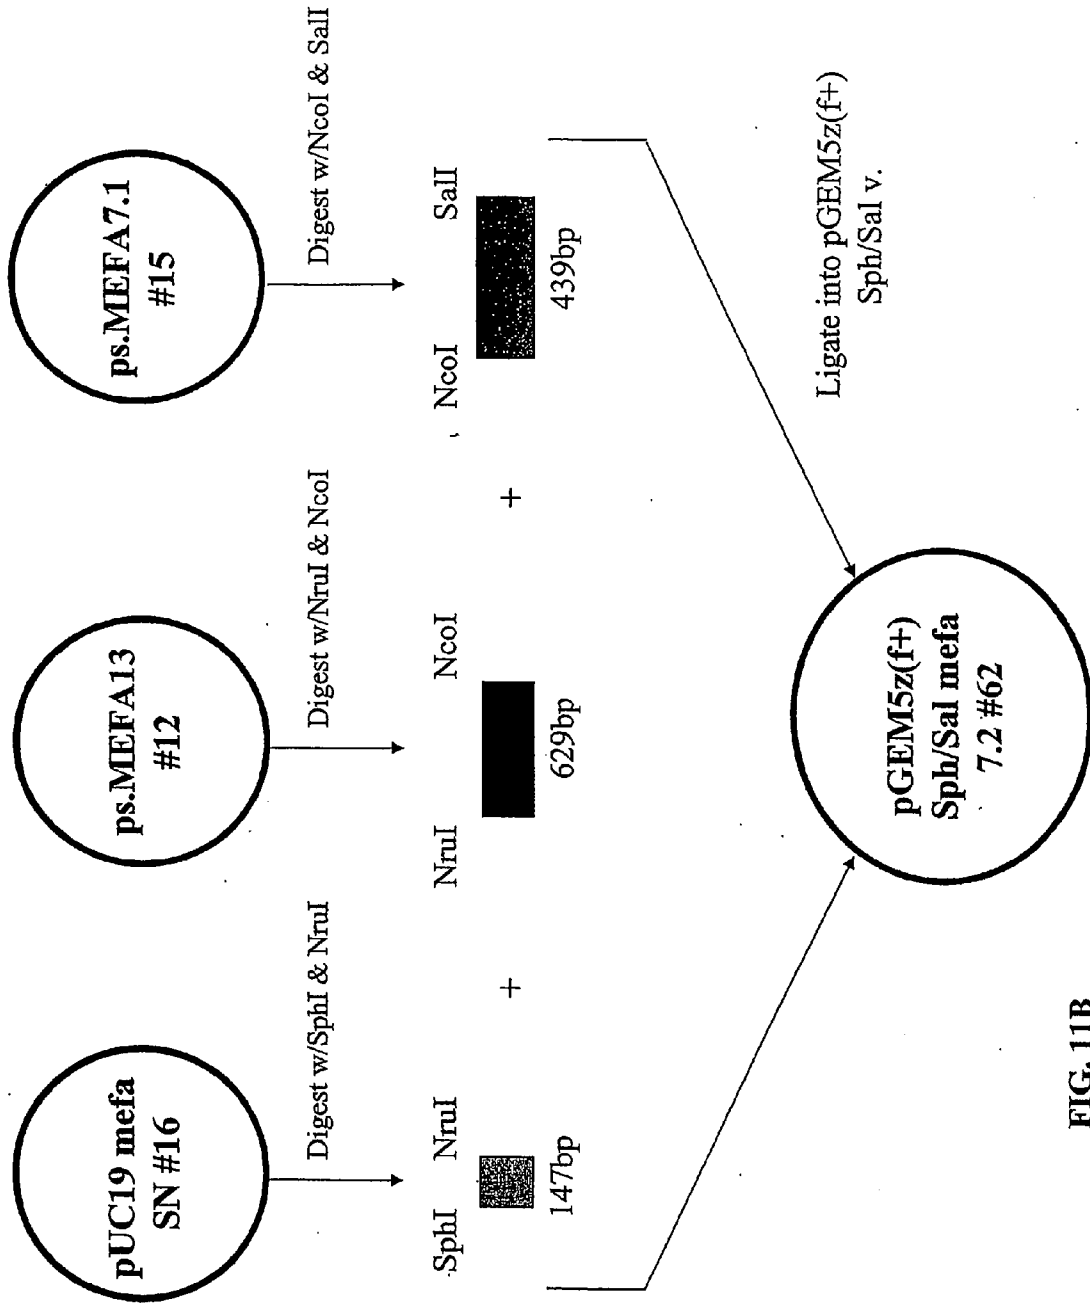 pUC19 mefa
SN #16
ps.MEFA13
#12
ps.MEFA7.1
#15
Digest w/SphI & NruI
Digest w/NruI & NcoI
Digest w/NcoI & SalI
SphI NruI
NruI NcoI
NcoI SalI
+
+
147bp
629bp
439bp
Ligate into pGEM5z(f+)
Sph/Sal v.
pGEM5z(f+)
Sph/Sal mefa
7.2 #62
FIG. 11B